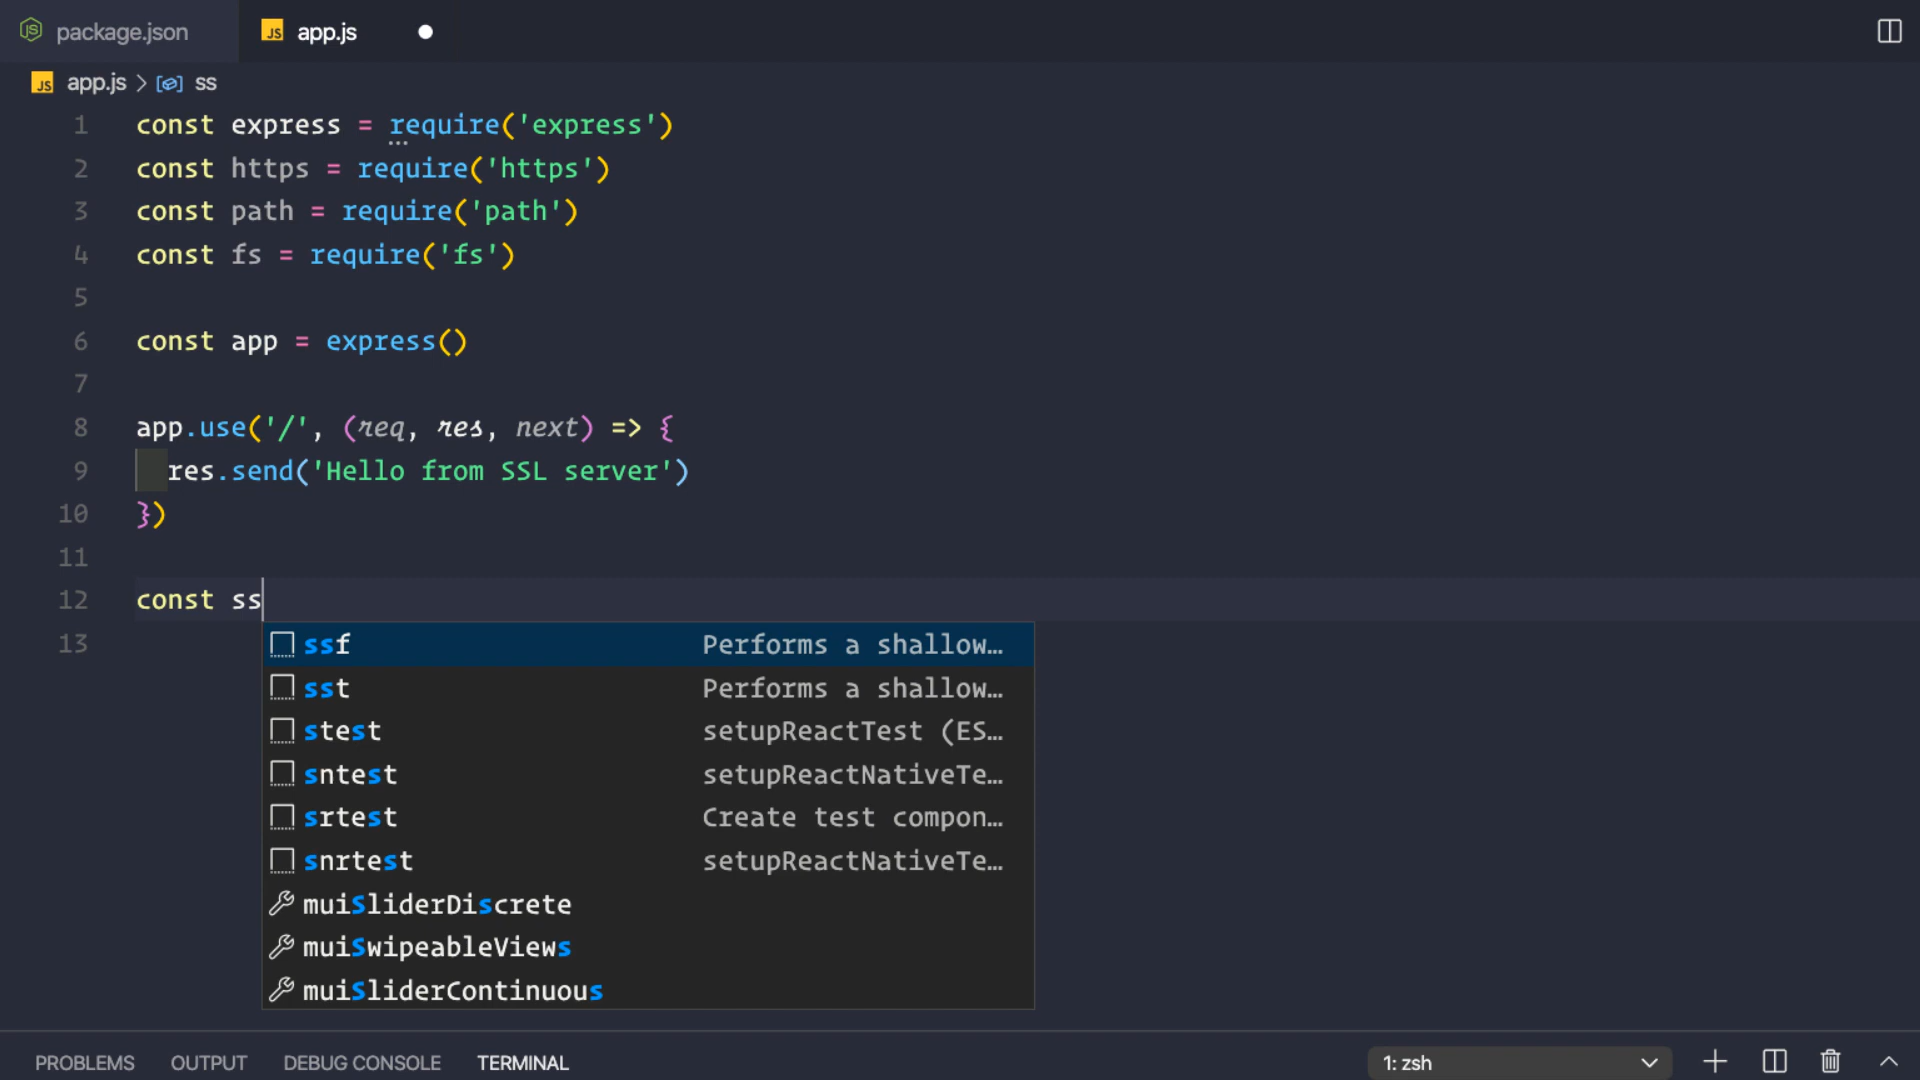 package.json
JS app.js
JS app.js > ss
1 const express = require('express')
2 const https = require('https')
3 const path = require('path')
4 const fs = require('fs')
5
6 const app = express()
7
8 app.use('/', (req, res, next) => {
9 res.send('Hello from SSL server')
10 })
11
12 const ss
13
ssf Performs a shallow…
sst Performs a shallow…
stest setupReactTest (ES…
sntest setupReactNativeTe…
srtest Create test compon…
snrtest setupReactNativeTe…
muiSliderDiscrete
muiSwipeableViews
muiSliderContinuous
PROBLEMS OUTPUT DEBUG CONSOLE TERMINAL 1: zsh